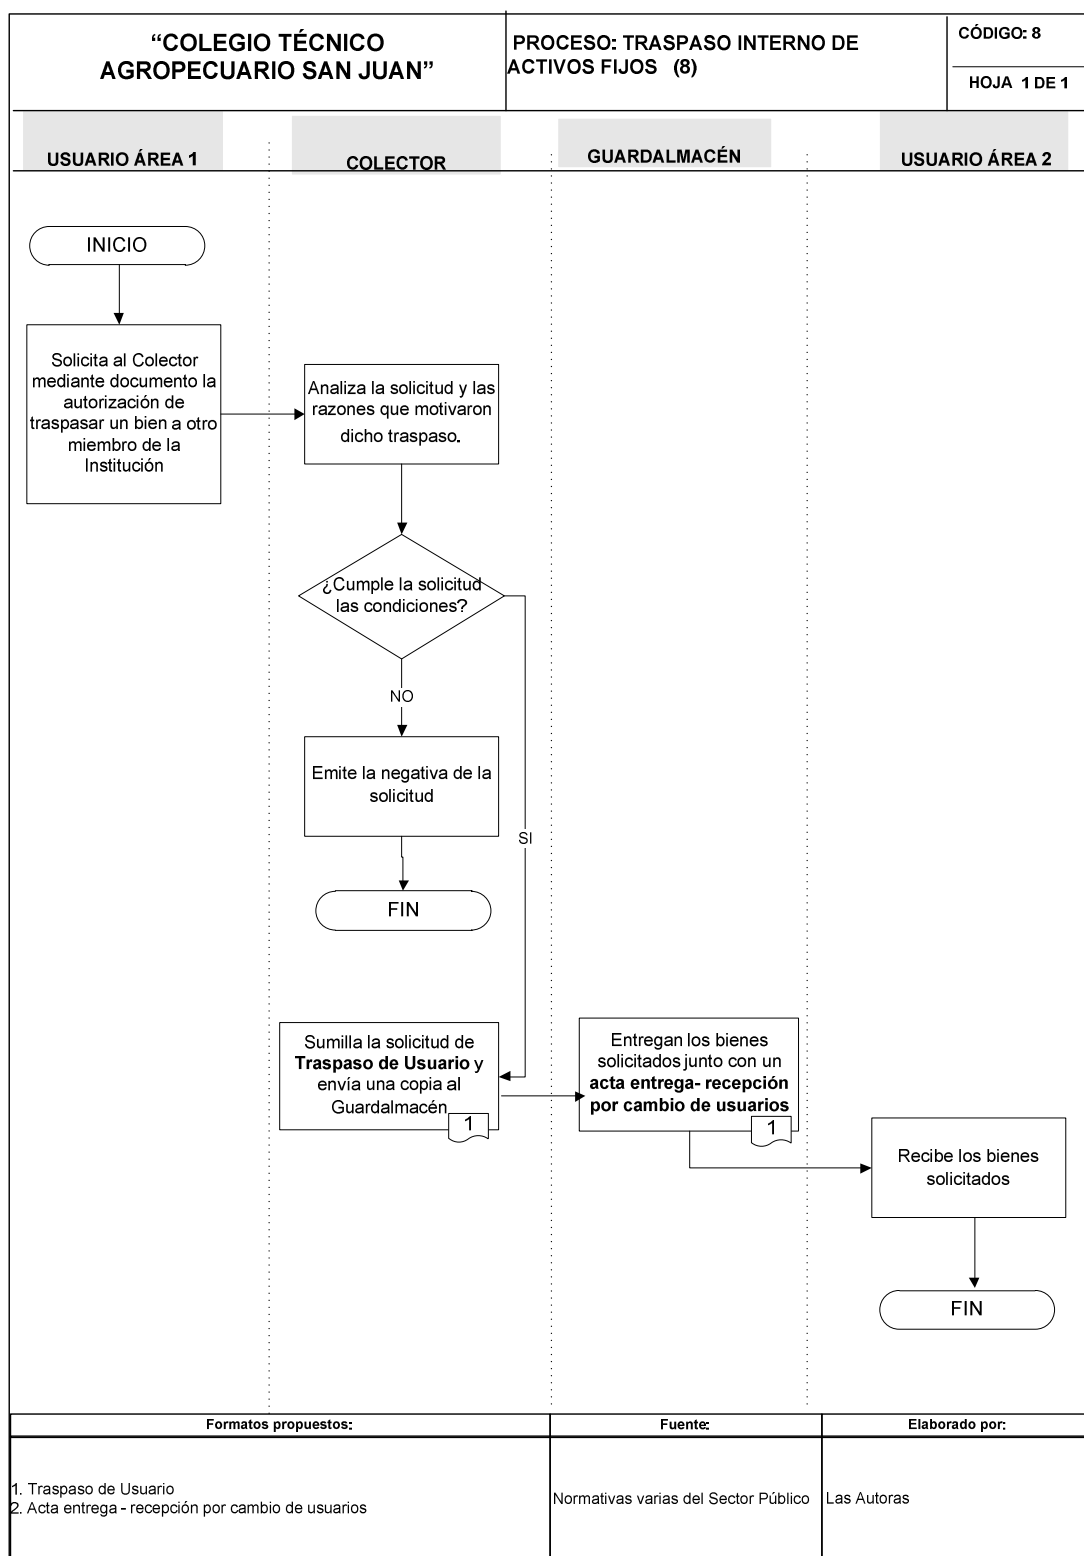 “COLEGIO TÉCNICO
AGROPECUARIO SAN JUAN”
PROCESO: TRASPASO INTERNO DE
ACTIVOS FIJOS (8)
CÓDIGO: 8
HOJA 1 DE 1
USUARIO ÁREA 1
COLECTOR
GUARDALMACÉN
USUARIO ÁREA 2
INICIO
Solicita al Colector
mediante documento la
autorización de
traspasar un bien a otro
miembro de la
Institución
Analiza la solicitud y las
razones que motivaron
dicho traspaso.
¿Cumple la solicitud
las condiciones?
NO
Emite la negativa de la
solicitud
SI
FIN
Sumilla la solicitud de
Traspaso de Usuario y
envía una copia al
Guardalmacén
1
Entregan los bienes
solicitados junto con un
acta entrega- recepción
por cambio de usuarios
1
Recibe los bienes
solicitados
FIN
Formatos propuestos:
Fuente:
Elaborado por:
1. Traspaso de Usuario
2. Acta entrega - recepción por cambio de usuarios
Normativas varias del Sector Público
Las Autoras